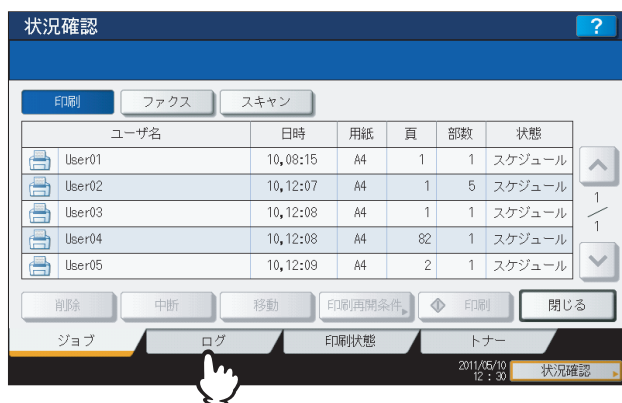 状況確認 ?
印刷 ファクス スキャン
ユーザ名 日時 用紙 頁 部数 状態
User01 10,08:15 A4 1 1 スケジュール
User02 10,12:07 A4 1 5 スケジュール
User03 10,12:08 A4 1 1 スケジュール
User04 10,12:08 A4 82 1 スケジュール
User05 10,12:09 A4 2 1 スケジュール
1
1
削除 中断 移動 印刷再開条件 印刷 閉じる
ジョブ ログ 印刷状態 トナー
2011/05/10
12 : 30 状況確認